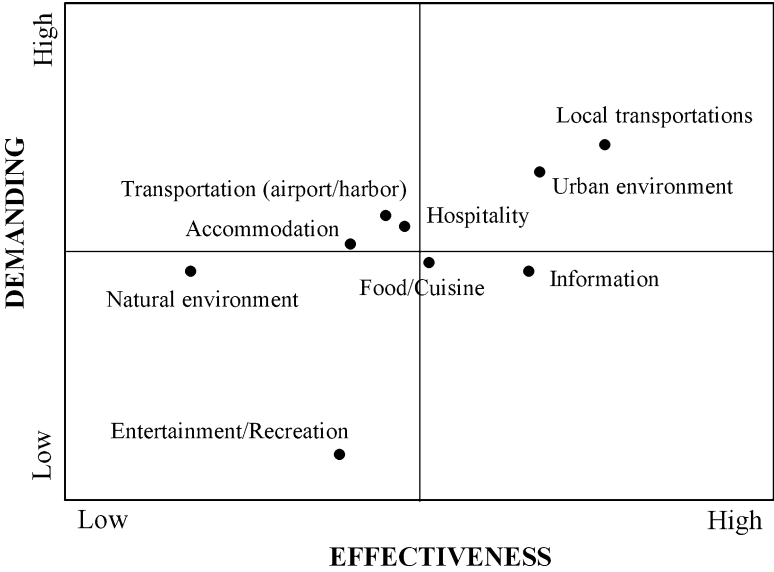 High
Local transportations
Transportation (airport/harbor)
Urban environment
Hospitality
Accommodation
DEMANDING
Food/Cuisine
Information
Natural environment
Entertainment/Recreation
Low
Low
High
EFFECTIVENESS